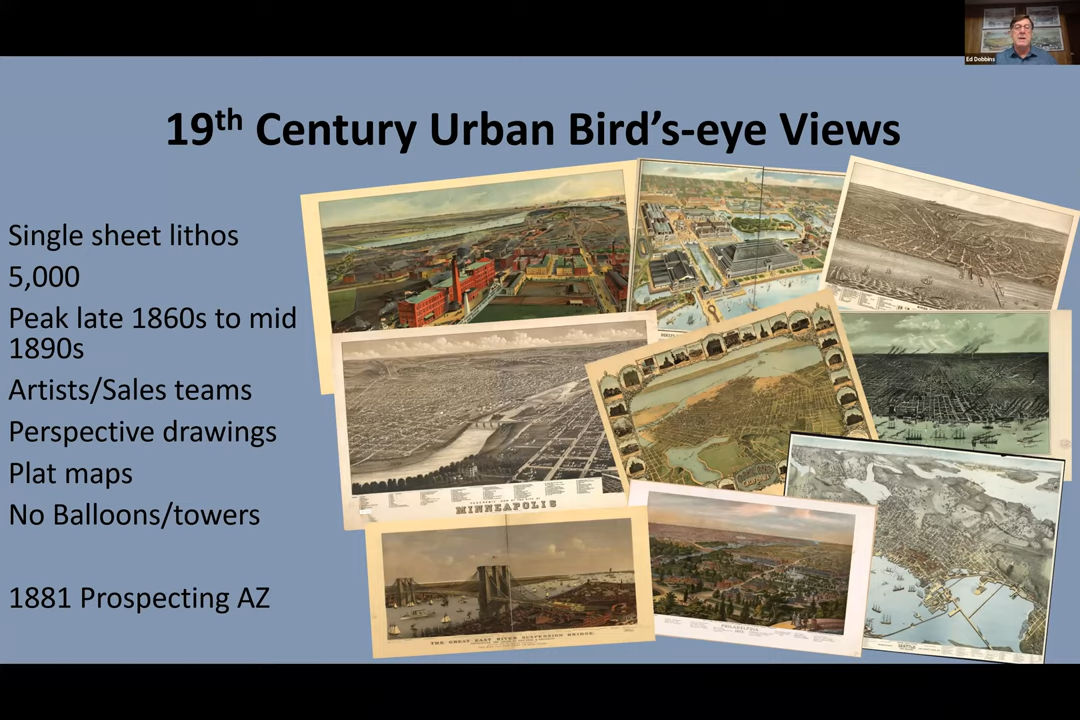 Ed Dobbins
19th Century Urban Bird's-eye Views
Single sheet lithos
5,000
Peak late 1860s to mid
1890s
Artists/Sales teams
Perspective drawings
Plat maps
No Balloons/towers
1881 Prospecting AZ
MINNEAPOLIS
THE GREAT EAST RIVER SUSPENSION BRIDGE.
PHILADELPHIA
SEATTLE